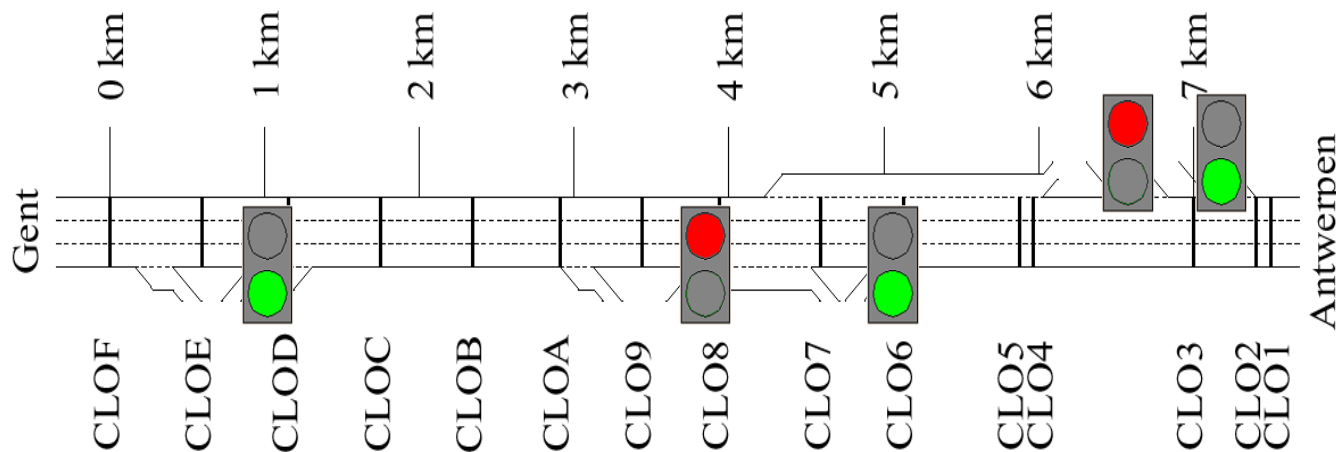 0 km
1 km
2 km
3 km
4 km
5 km
6 km
7 km
Gent
Antwerpen
CLOF
CLOE
CLOD
CLOC
CLOB
CLOA
CLO9
CLO8
CLO7
CLO6
CLO5
CLO4
CLO3
CLO2
CLO1